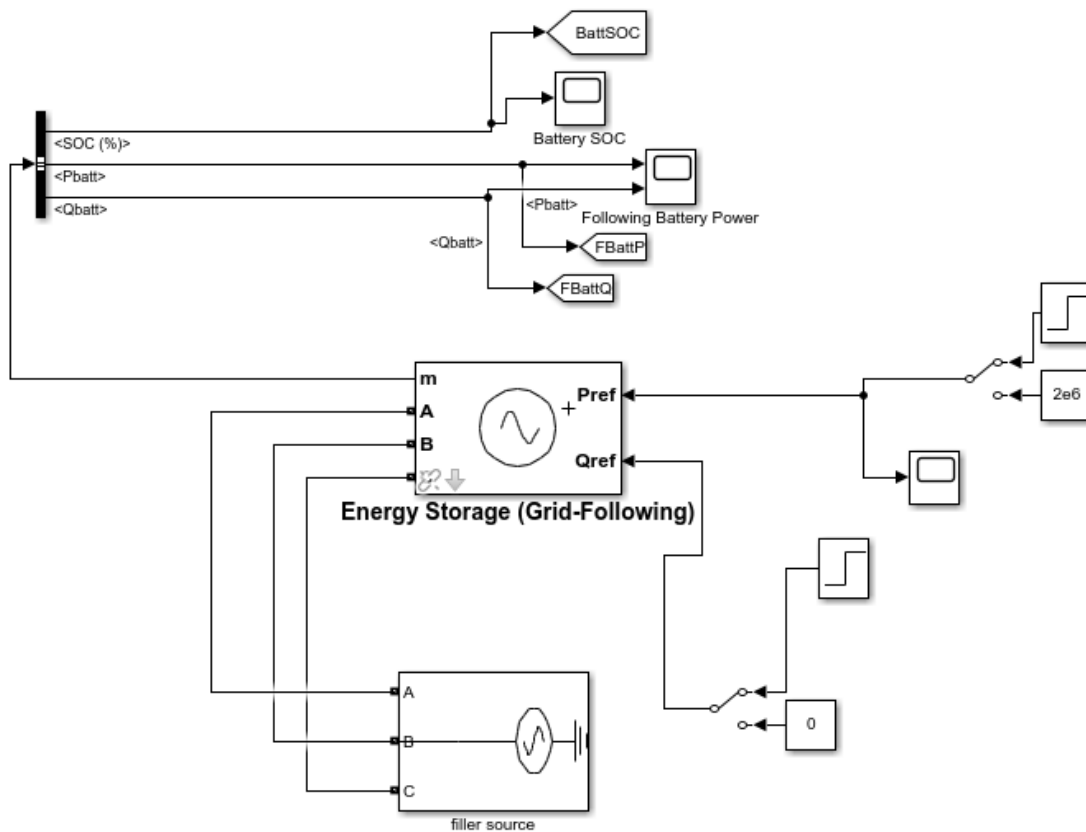 BattSOC
Battery SOC
<SOC (%)>
<Pbatt>
<Qbatt>
<Pbatt>
Following Battery Power
<Qbatt>
FBattP
FBattQ
m
A
B
Pref
Qref
2e6
Energy Storage (Grid-Following)
A
B
C
0
filler source